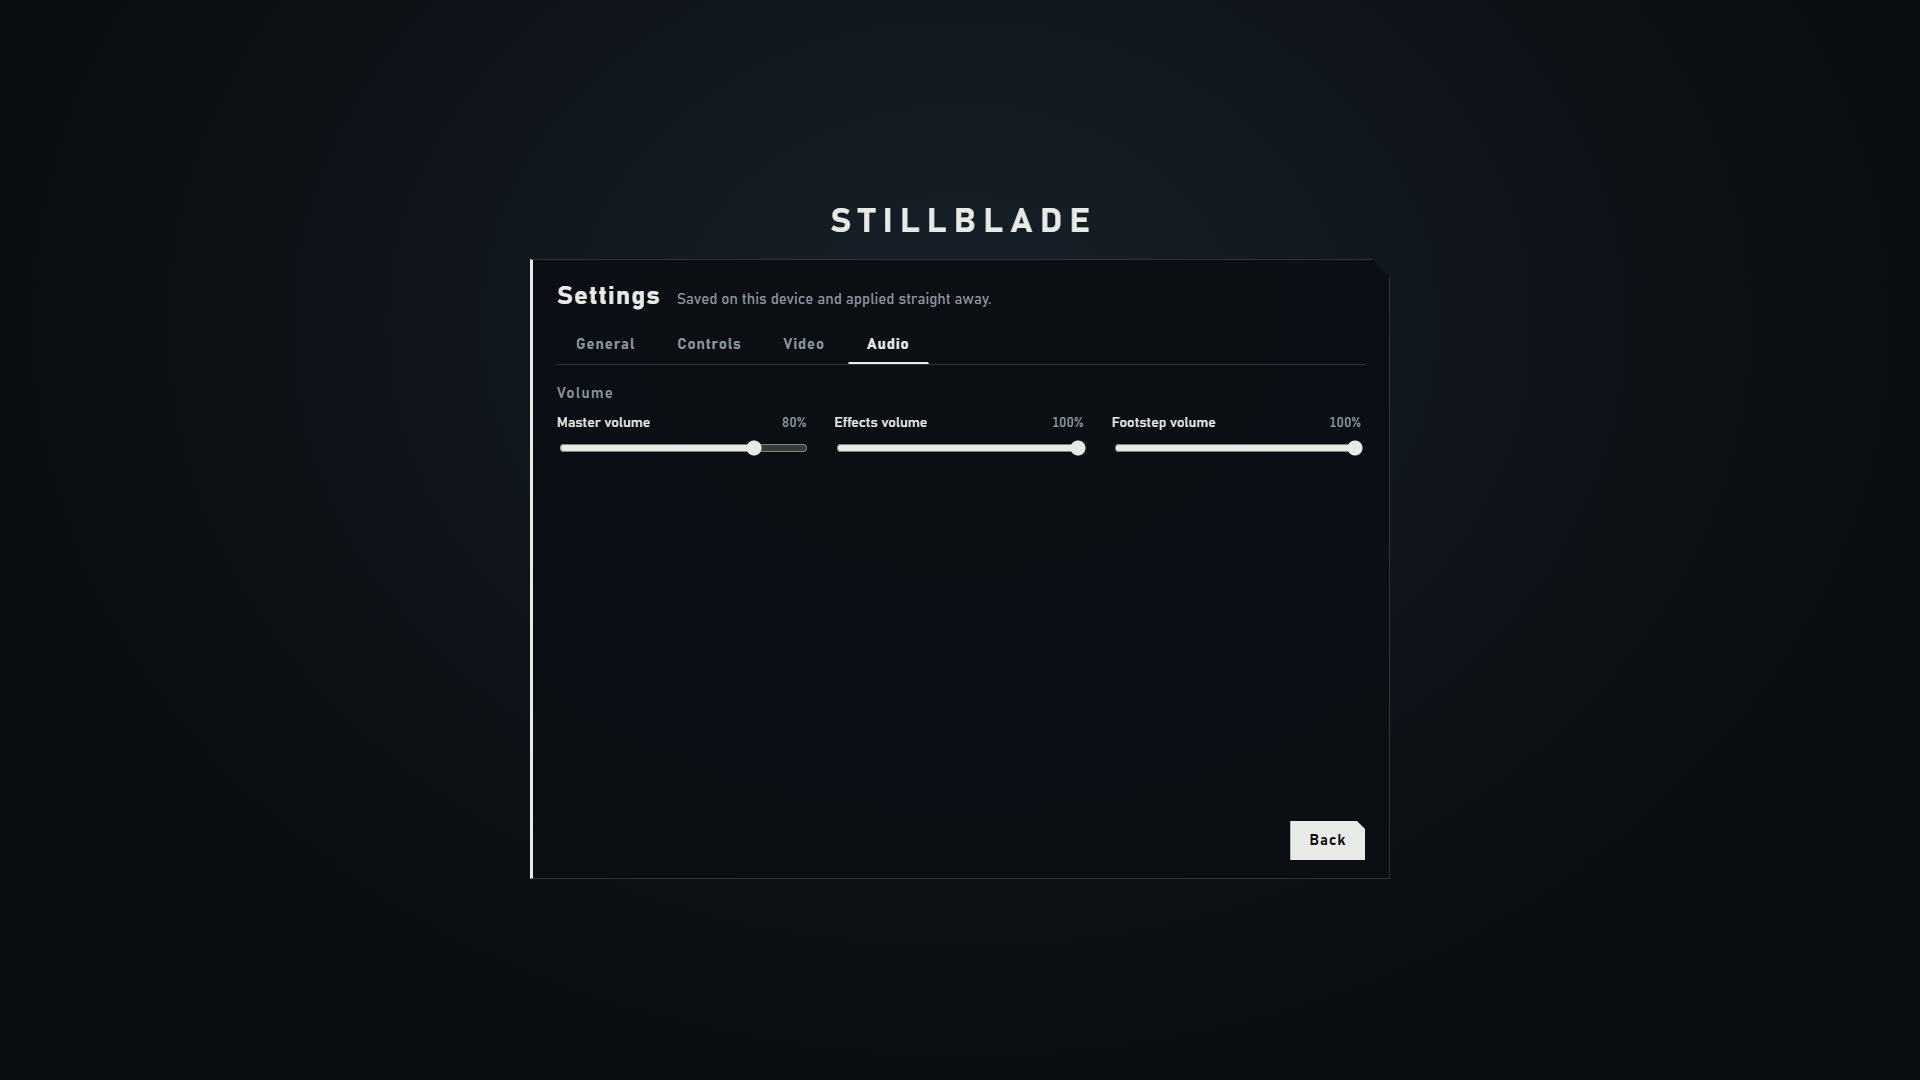 STILLBLADE
Settings Saved on this device and applied straight away.
General Controls Video Audio
Volume
Master volume 80% Effects volume 100% Footstep volume 100%
Back